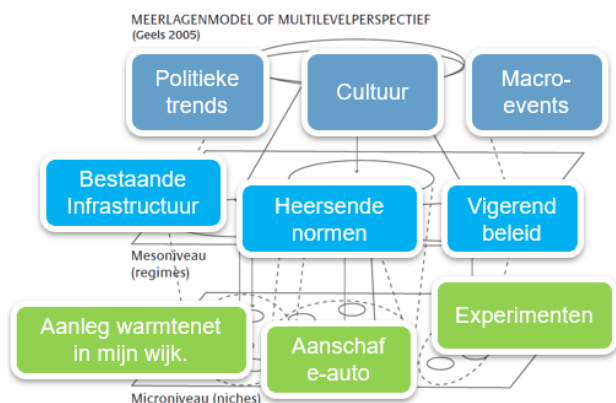 MEERLAGENMODEL OF MULTILEVELPERSPECTIEF
(Geels 2005)
Politieke
trends
Cultuur
Macro-
events
Bestaande
Infrastructuur
Heersende
normen
Vigerend
beleid
Mesoniveau
(regimes)
Aanleg warmtenet
in mijn wijk.
Aanschaf
e-auto
Experimenten
Microniveau (niches)